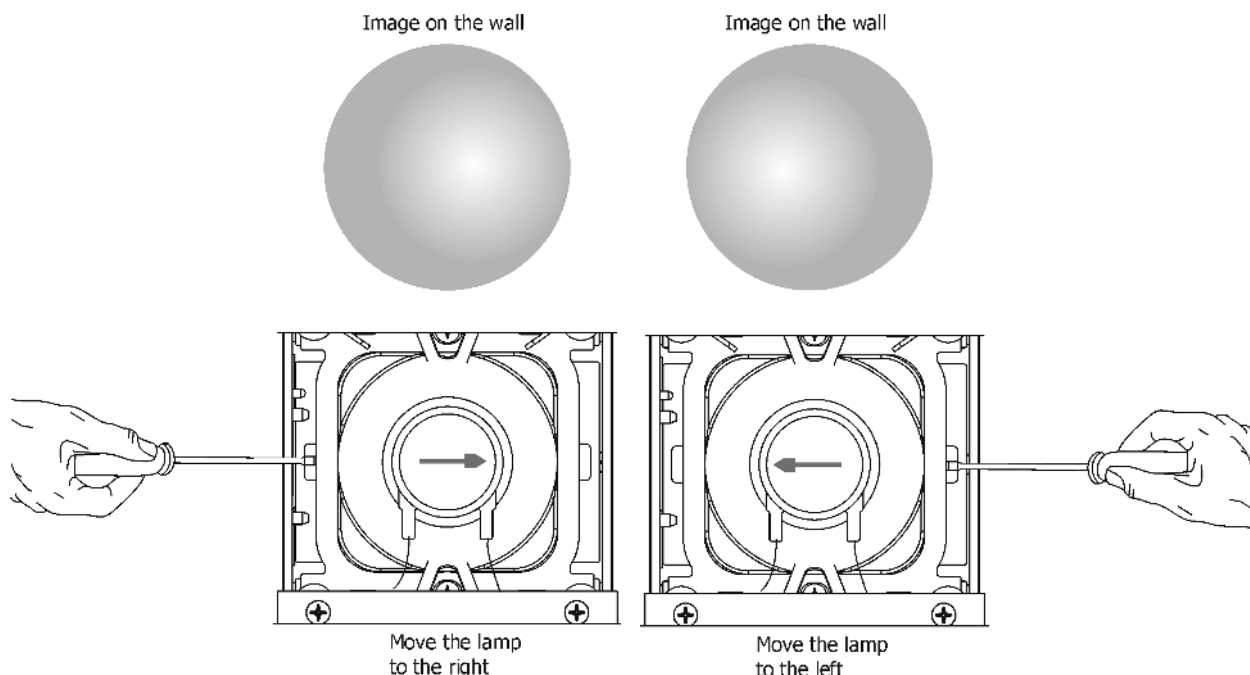 Image on the wall
Image on the wall
Move the lamp
to the right
Move the lamp
to the left